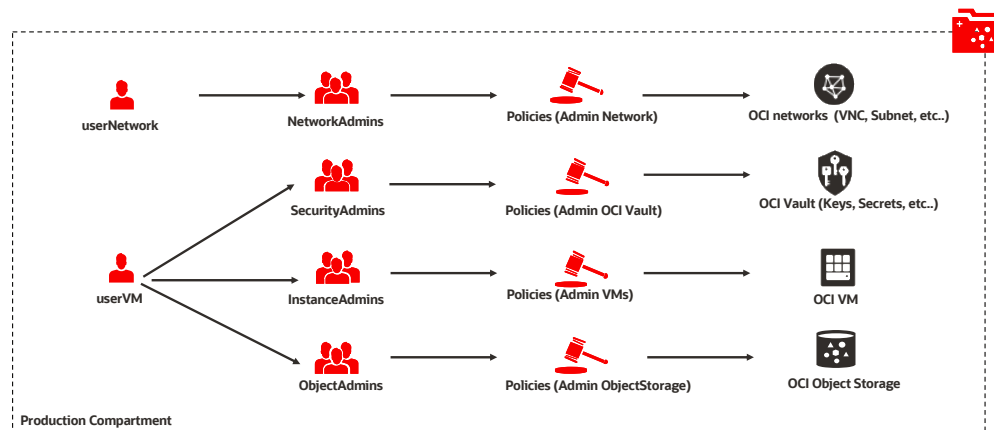 userNetwork
NetworkAdmins
Policies (Admin Network)
OCI networks (VNC, Subnet, etc..)
SecurityAdmins
Policies (Admin OCI Vault)
OCI Vault (Keys, Secrets, etc..)
userVM
InstanceAdmins
Policies (Admin VMs)
OCI VM
ObjectAdmins
Policies (Admin ObjectStorage)
OCI Object Storage
Production Compartment